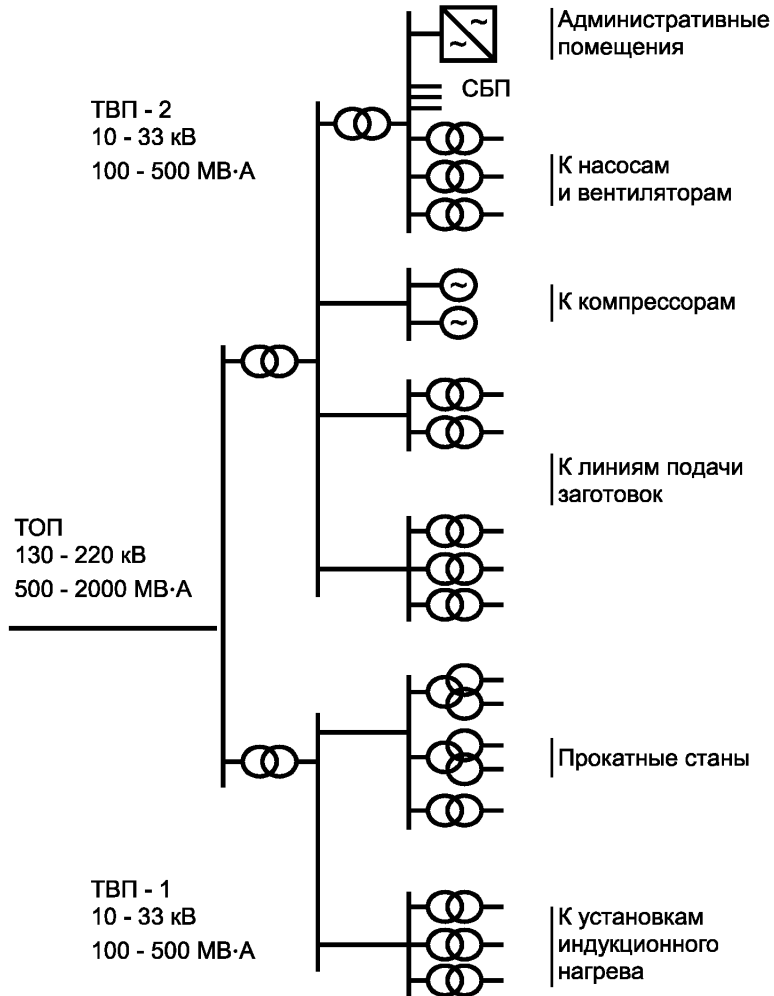 Административные
помещения
СБП
ТВП - 2
10 - 33 кВ
100 - 500 МВ·А
К насосам
и вентиляторам
К компрессорам
К линиям подачи
заготовок
ТОП
130 - 220 кВ
500 - 2000 МВ·А
Прокатные станы
ТВП - 1
10 - 33 кВ
100 - 500 МВ·А
К установкам
индукционного
нагрева